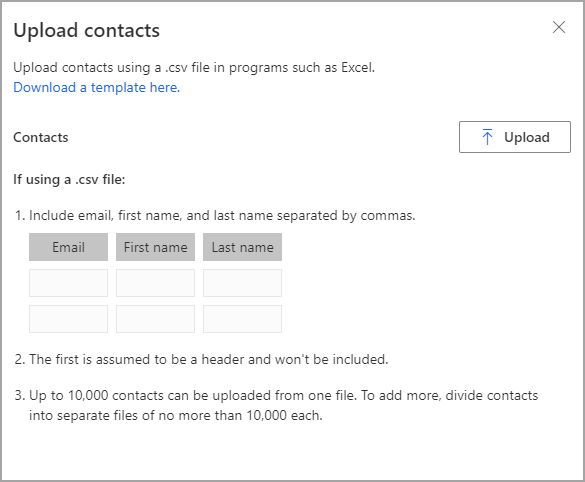 Upload contacts
Upload contacts using a .csv file in programs such as Excel.
Download a template here.
Contacts
Upload
If using a .csv file:
1. Include email, first name, and last name separated by commas.
Email First name Last name
2. The first is assumed to be a header and won't be included.
3. Up to 10,000 contacts can be uploaded from one file. To add more, divide contacts
into separate files of no more than 10,000 each.